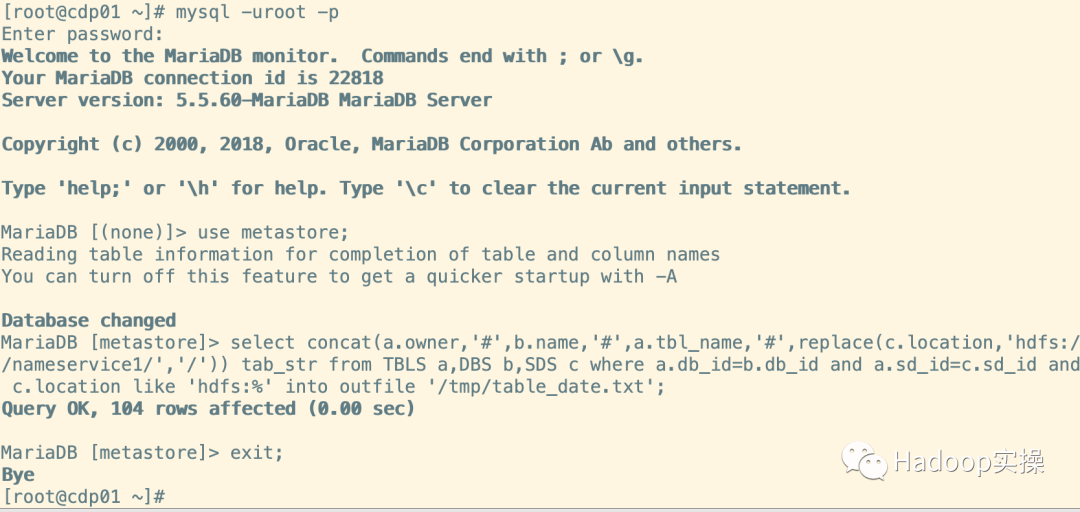 [root@cdp01 ~]# mysql -uroot -p
Enter password:
Welcome to the MariaDB monitor.  Commands end with ; or \g.
Your MariaDB connection id is 22818
Server version: 5.5.60-MariaDB MariaDB Server
Copyright (c) 2000, 2018, Oracle, MariaDB Corporation Ab and others.
Type 'help;' or '\h' for help. Type '\c' to clear the current input statement.
MariaDB [(none)]> use metastore;
Reading table information for completion of table and column names
You can turn off this feature to get a quicker startup with -A
Database changed
MariaDB [metastore]> select concat(a.owner,'#',b.name,'#',a.tbl_name,'#',replace(c.location,'hdfs:/
/nameservice1/','/')) tab_str from TBLS a,DBS b,SDS c where a.db_id=b.db_id and a.sd_id=c.sd_id and
 c.location like 'hdfs:%' into outfile '/tmp/table_date.txt';
Query OK, 104 rows affected (0.00 sec)
MariaDB [metastore]> exit;
Bye
[root@cdp01 ~]#
Hadoop实操